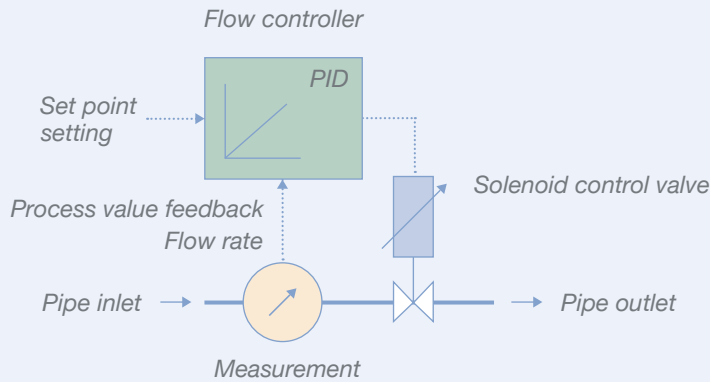 Flow controller
PID
Set point
setting
Solenoid control valve
Process value feedback
Flow rate
Pipe inlet
Pipe outlet
Measurement